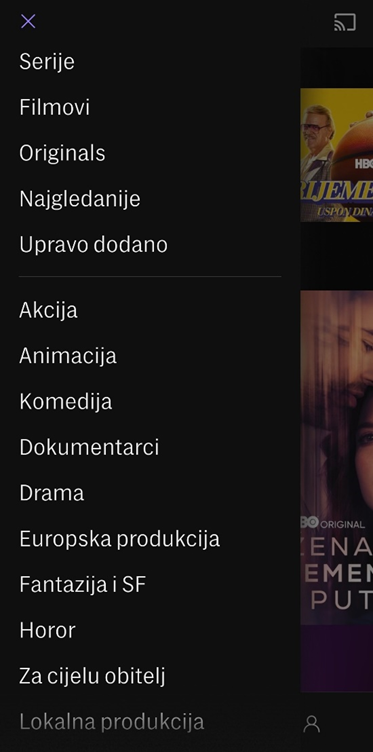 Serije
Filmovi
Originals
Najgledanije
Upravo dodano
Akcija
Animacija
Komedija
Dokumentarci
Drama
Europska produkcija
Fantazija i SF
Horor
Za cijelu obitelj
Lokalna produkcija
HBO
RIJEME
USPON DIN
BO ORIGINAL
ŽENA
EMEN
PUT